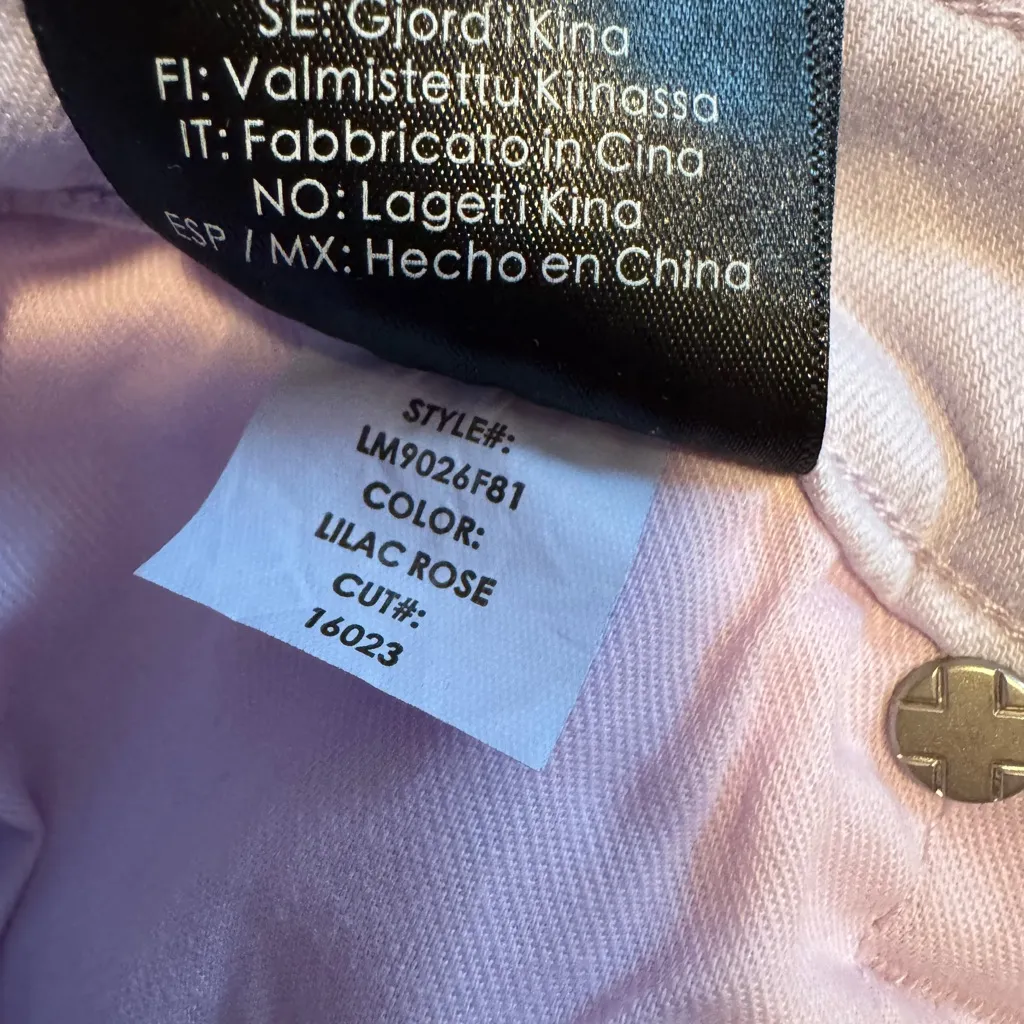 SE: Gjord i Kina
FI: Valmistettu Kiinassa
IT: Fabbricato in Cina
NO: Laget i Kina
ESP / MX: Hecho en China
STYLE#:
LM9026F81
COLOR:
LILAC ROSE
CUT#:
16023